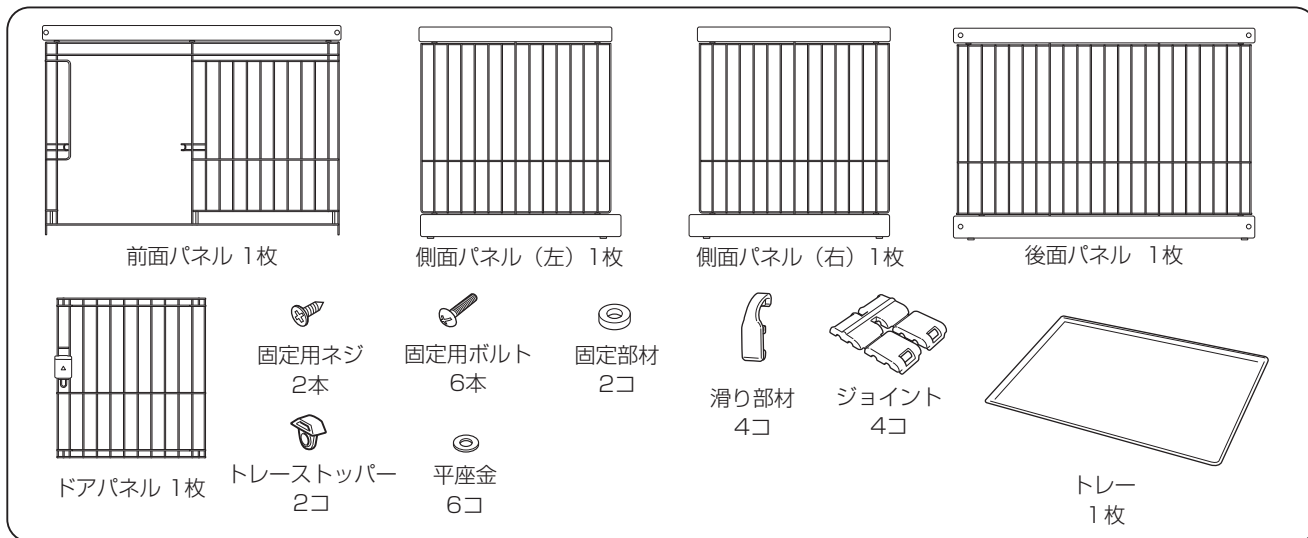 前面パネル 1枚
側面パネル（左）1枚
側面パネル（右）1枚
後面パネル 1枚
固定用ネジ
2本
固定用ボルト
6本
固定部材
2コ
滑り部材
4コ
ジョイント
4コ
ドアパネル 1枚
トレーストッパー
2コ
平座金
6コ
トレー
1枚